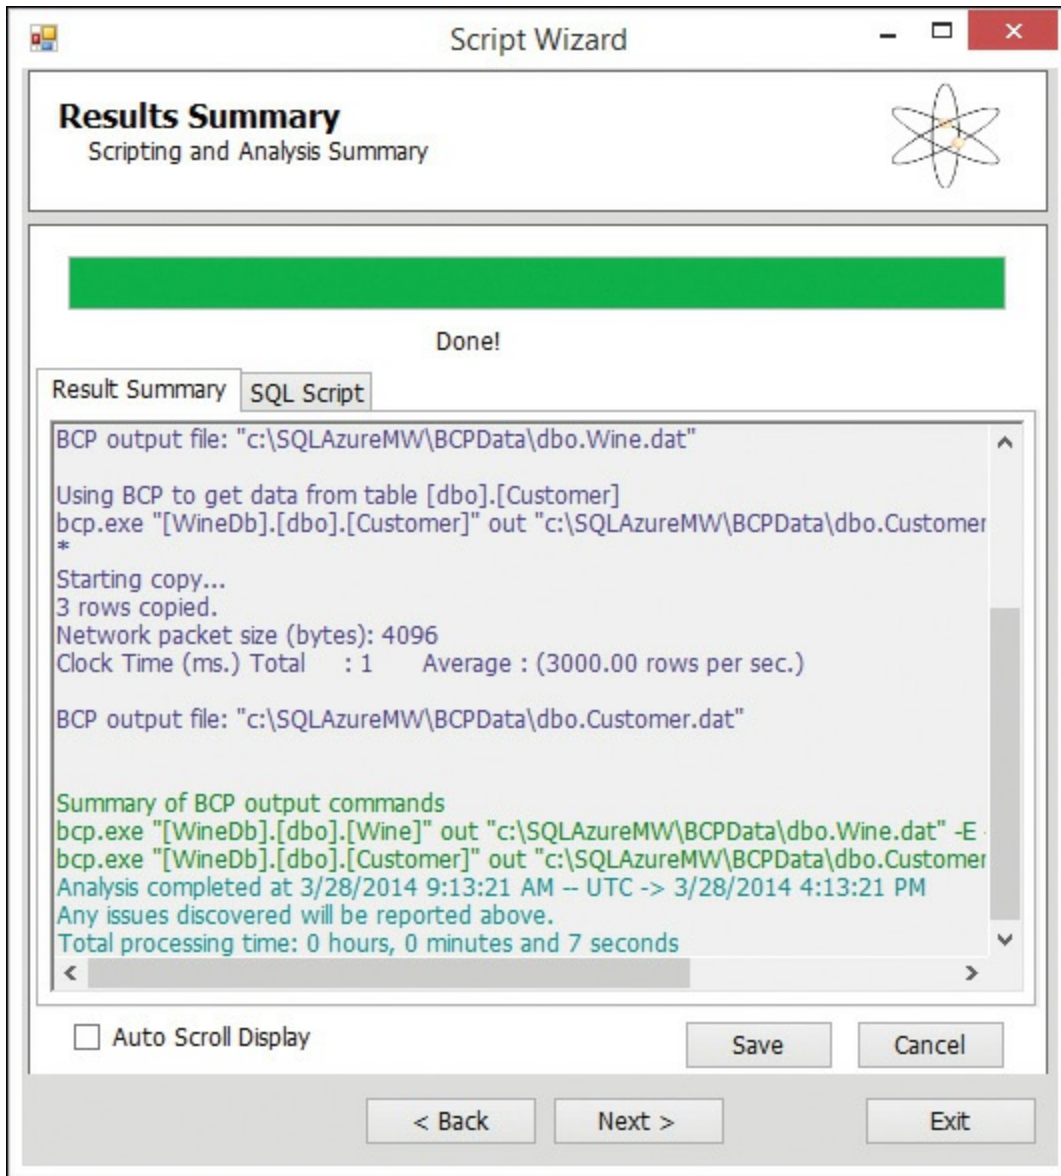 Script Wizard
Results Summary
Scripting and Analysis Summary
Done!
Result Summary SQL Script
BCP output file: "c:\SQLAzureMW\BCPData\dbo.Wine.dat"
Using BCP to get data from table [dbo].[Customer]
bcp.exe "[WineDb].[dbo].[Customer]" out "c:\SQLAzureMW\BCPData\dbo.Customer
*
Starting copy...
3 rows copied.
Network packet size (bytes): 4096
Clock Time (ms.) Total : 1 Average : (3000.00 rows per sec.)
BCP output file: "c:\SQLAzureMW\BCPData\dbo.Customer.dat"
Summary of BCP output commands
bcp.exe "[WineDb].[dbo].[Wine]" out "c:\SQLAzureMW\BCPData\dbo.Wine.dat" -E -
bcp.exe "[WineDb].[dbo].[Customer]" out "c:\SQLAzureMW\BCPData\dbo.Customer
Analysis completed at 3/28/2014 9:13:21 AM -- UTC -> 3/28/2014 4:13:21 PM
Any issues discovered will be reported above.
Total processing time: 0 hours, 0 minutes and 7 seconds
Auto Scroll Display
Save Cancel
< Back Next > Exit